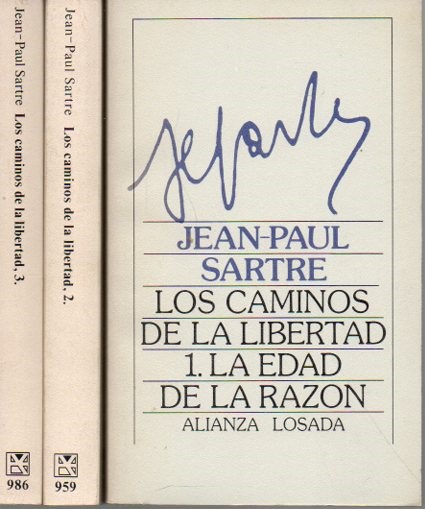 Jean-Paul Sartre Los caminos de la libertad, 3.
986
Jean-Paul Sartre Los caminos de la libertad, 2.
959
JEAN-PAUL
SARTRE
LOS CAMINOS
DE LA LIBERTAD
1. LA EDAD
DE LA RAZON
ALIANZA LOSADA